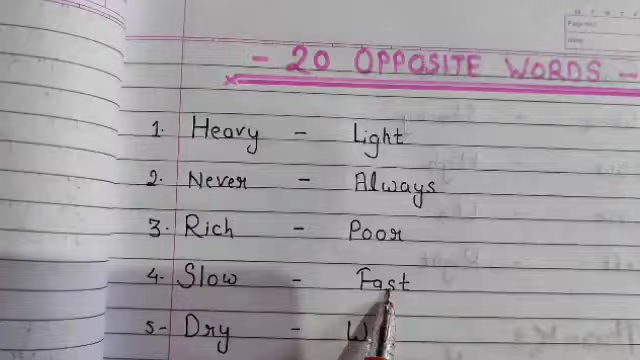 - 20 OPPOSITE WORDS -
1. Heavy - Light
2. Never - Always
3. Rich - Poor
4. Slow - Fast
5- Dry - W